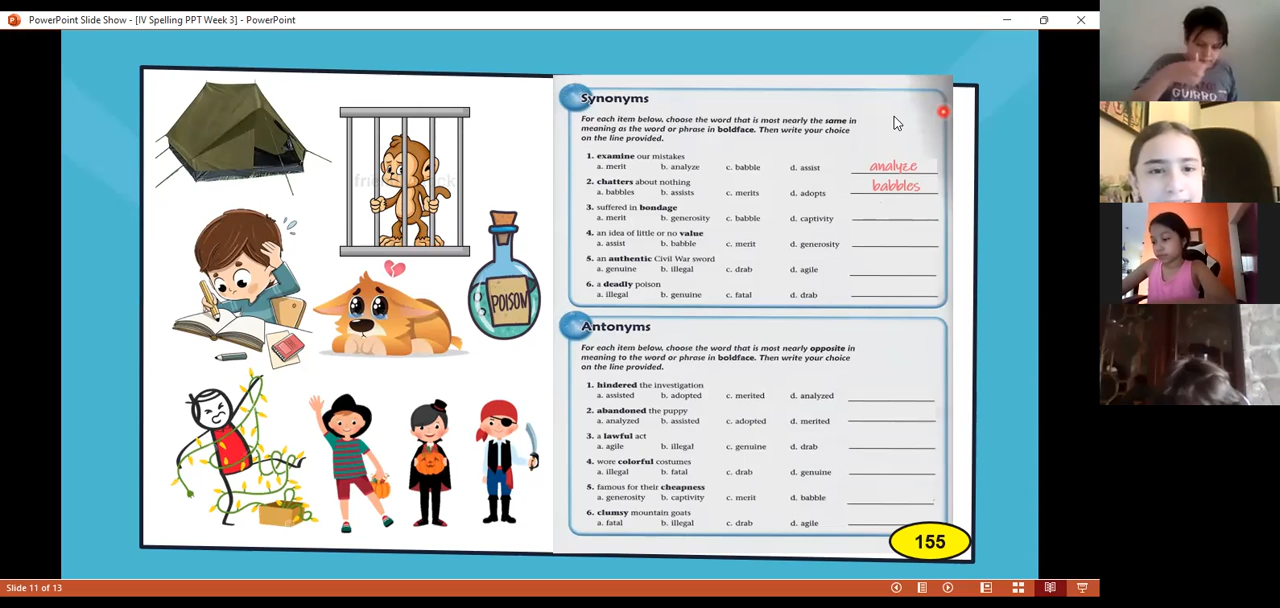 PowerPoint Slide Show - [IV Spelling PPT Week 3] - PowerPoint
POISON
Synonyms
For each item below, choose the word that is most nearly the same in
meaning as the word or phrase in boldface. Then write your choice
on the line provided.
1. examine our mistakes
a. merit b. analyze c. babble d. assist analyze
2. chatters about nothing
a. babbles b. assists c. merits d. adopts babbles
3. suffered in bondage
a. merit b. generosity c. babble d. captivity
4. an idea of little or no value
a. assist b. babble c. merit d. generosity
5. an authentic Civil War sword
a. genuine b. illegal c. drab d. agile
6. a deadly poison
a. illegal b. genuine c. fatal d. drab
Antonyms
For each item below, choose the word that is most nearly opposite in
meaning to the word or phrase in boldface. Then write your choice
on the line provided.
1. hindered the investigation
a. assisted b. adopted c. merited d. analyzed
2. abandoned the puppy
a. analyzed b. assisted c. adopted d. merited
3. a lawful act
a. agile b. illegal c. genuine d. drab
4. wore colorful costumes
a. illegal b. fatal c. drab d. genuine
5. famous for their cheapness
a. generosity b. captivity c. merit d. babble
6. clumsy mountain goats
a. fatal b. illegal c. drab d. agile
155
Slide 11 of 13